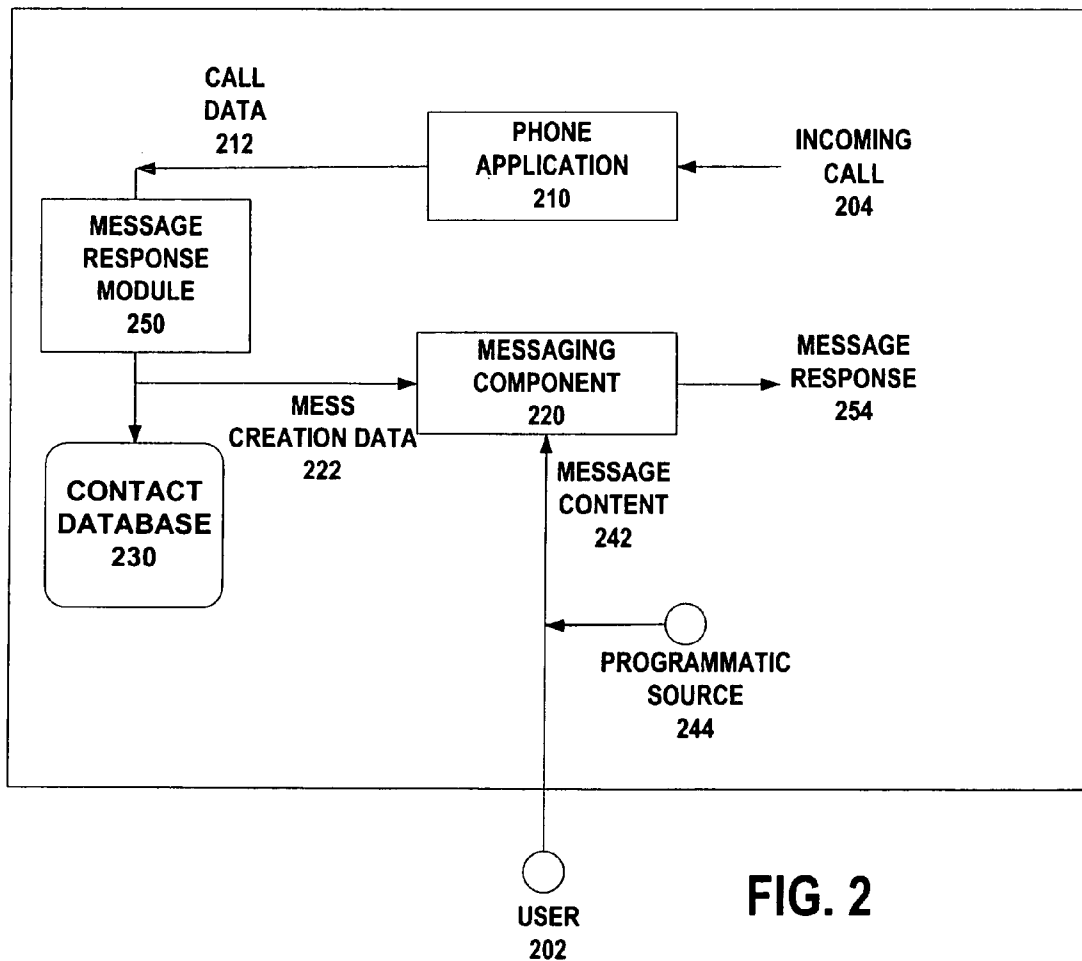 CALL
DATA
212
PHONE
APPLICATION
210
INCOMING
CALL
204
MESSAGE
RESPONSE
MODULE
250
MESSAGING
COMPONENT
220
MESSAGE
RESPONSE
254
MESS
CREATION DATA
222
CONTACT
DATABASE
230
MESSAGE
CONTENT
242
PROGRAMMATIC
SOURCE
244
USER
202
FIG. 2